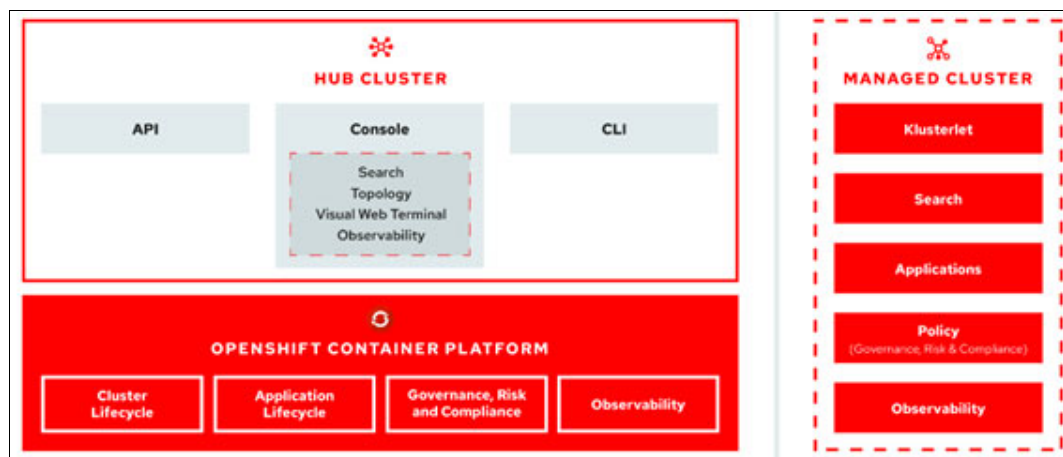 HUB CLUSTER
API
Console
CLI
Search
Topology
Visual Web Terminal
Observability
OPENSHIFT CONTAINER PLATFORM
Cluster
Lifecycle
Application
Lifecycle
Governance, Risk
and Compliance
Observability
MANAGED CLUSTER
Klusterlet
Search
Applications
Policy
(Governance, Risk & Compliance)
Observability